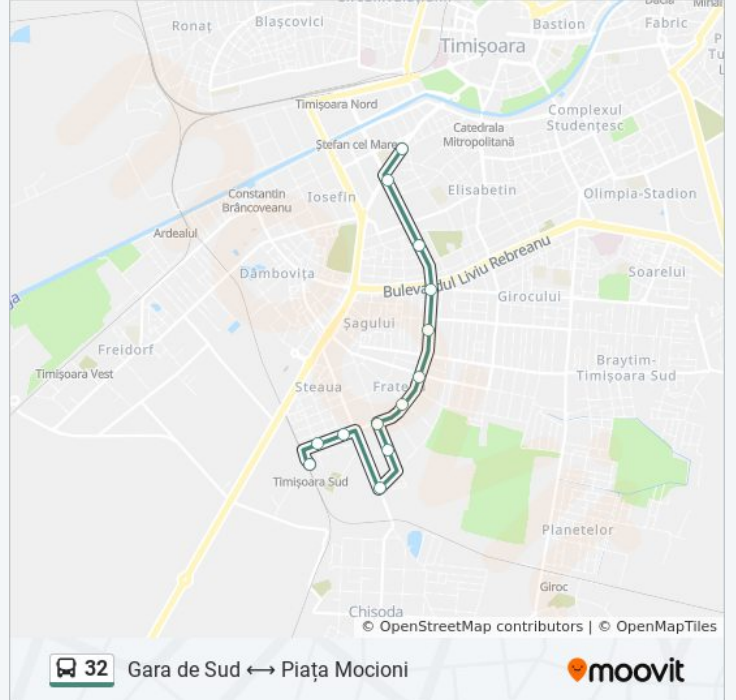 Ronaț
Blașcovici
Bastion
Fabric
Timișoara
Timișoara Nord
Complexul
Studențesc
Catedrala
Mitropolitană
Ștefan cel Mare
Constantin
Brâncoveanu
Iosefin
Elisabetin
Olimpia-Stadion
Ardealul
Bulevardul Liviu Rebreanu
Dâmbovița
Soarelui
Girocului
Șagului
Freidorf
Timișoara Vest
Braytim-
Timișoara Sud
Steaua
Timișoara Sud
Planetelor
Giroc
Chisoda
© OpenStreetMap contributors | © OpenMapTiles
32 Gara de Sud ⟷ Piața Mocioni
moovit